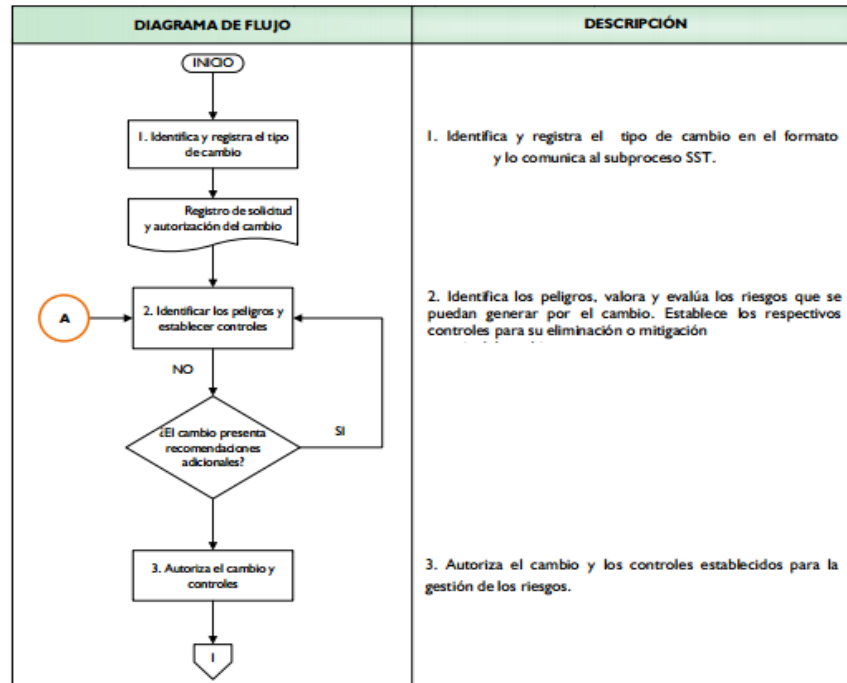 DIAGRAMA DE FLUJO
DESCRIPCIÓN
INICIO
1. Identifica y registra el tipo
de cambio
1. Identifica y registra el tipo de cambio en el formato
y lo comunica al subproceso SST.
Registro de solicitud
y autorización del cambio
A
2. Identificar los peligros y
establecer controles
2. Identifica los peligros, valora y evalúa los riesgos que se
puedan generar por el cambio. Establece los respectivos
controles para su eliminación o mitigación
NO
¿El cambio presenta
recomendaciones
adicionales?
SI
3. Autoriza el cambio y
controles
3. Autoriza el cambio y los controles establecidos para la
gestión de los riesgos.
1